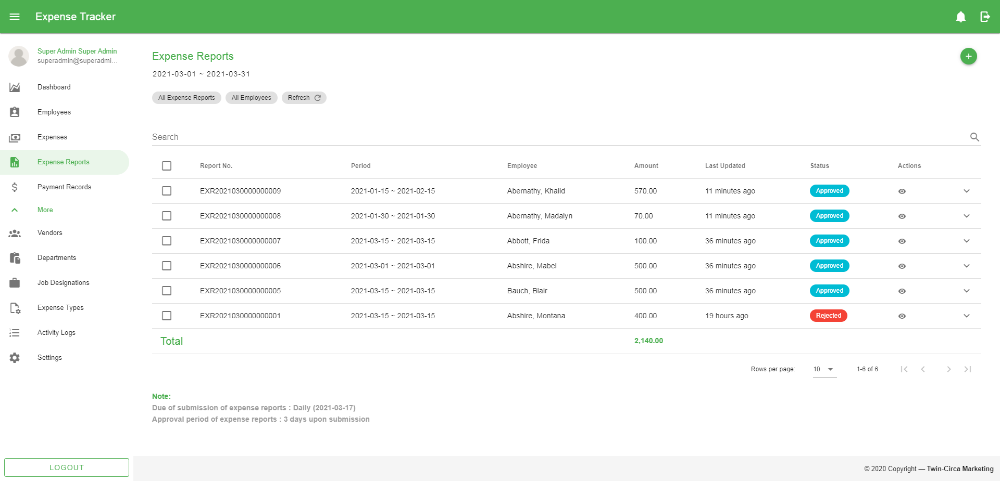 Expense Tracker
Super Admin Super Admin
superadmin@superadmi...
Dashboard
Employees
Expenses
Expense Reports
Payment Records
More
Vendors
Departments
Job Designations
Expense Types
Activity Logs
Settings
LOGOUT
Expense Reports
2021-03-01 ~ 2021-03-31
All Expense Reports All Employees Refresh
Search
Report No. Period Employee Amount Last Updated Status Actions
EXR2021030000000009 2021-01-15 ~ 2021-02-15 Abernathy, Khalid 570.00 11 minutes ago Approved
EXR2021030000000008 2021-01-30 ~ 2021-01-30 Abernathy, Madalyn 70.00 11 minutes ago Approved
EXR2021030000000007 2021-03-15 ~ 2021-03-15 Abbott, Frida 100.00 36 minutes ago Approved
EXR2021030000000006 2021-03-01 ~ 2021-03-01 Abshire, Mabel 500.00 36 minutes ago Approved
EXR2021030000000005 2021-03-15 ~ 2021-03-15 Bauch, Blair 500.00 36 minutes ago Approved
EXR2021030000000001 2021-03-15 ~ 2021-03-15 Abshire, Montana 400.00 19 hours ago Rejected
Total 2,140.00
Rows per page: 10 1-6 of 6
Note:
Due of submission of expense reports : Daily (2021-03-17)
Approval period of expense reports : 3 days upon submission
© 2020 Copyright — Twin-Circa Marketing